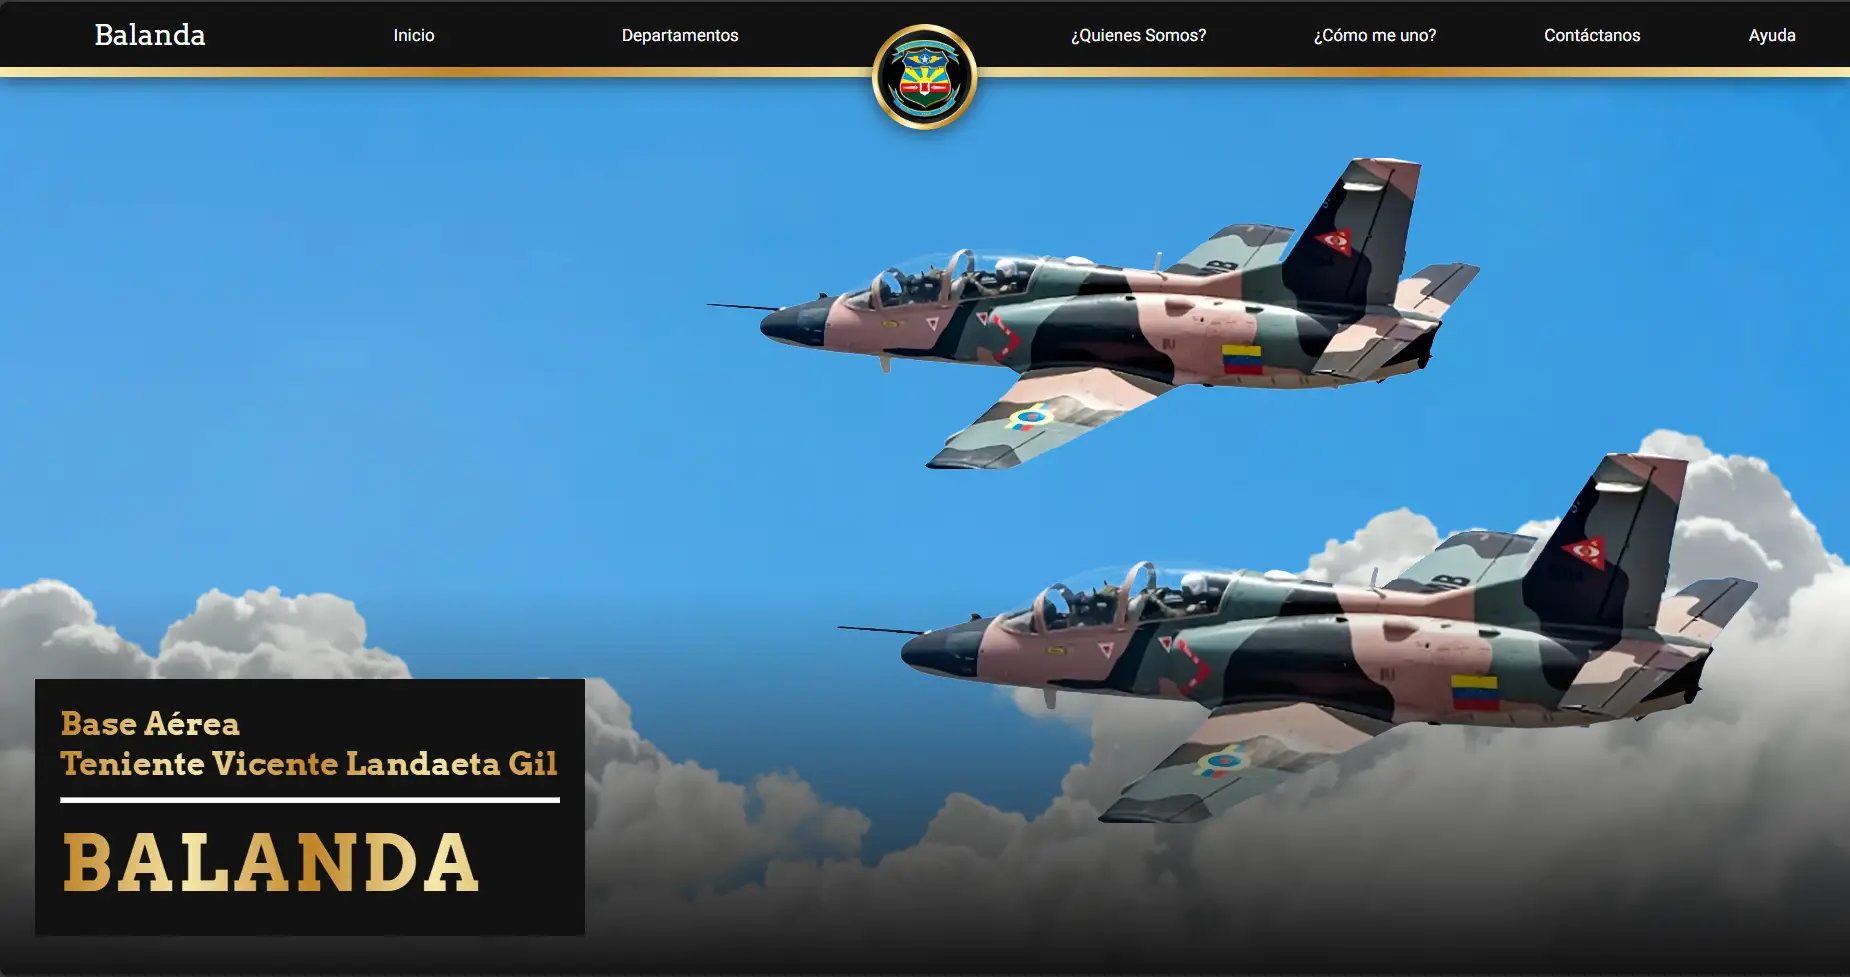 Balanda
Inicio
Departamentos
¿Quienes Somos?
¿Cómo me uno?
Contáctanos
Ayuda
Base Aérea
Teniente Vicente Landaeta Gil
BALANDA